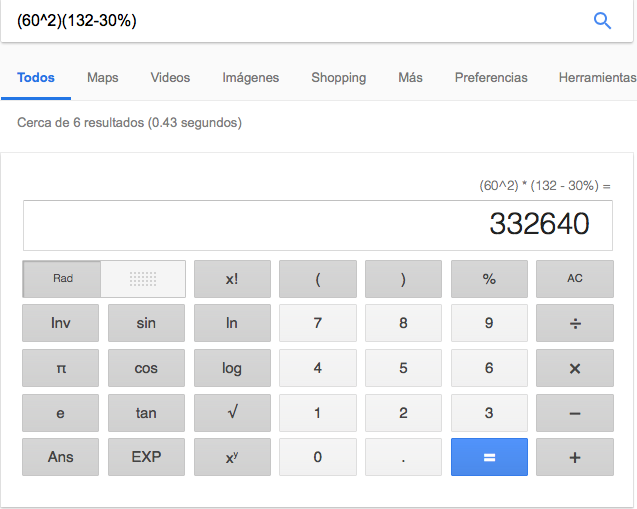 (60^2)(132-30%)
Todos Maps Videos Imágenes Shopping Más Preferencias Herramientas
Cerca de 6 resultados (0.43 segundos)
(60^2) * (132 - 30%) =
332640
Rad x! ( ) % AC
Inv sin ln 7 8 9 ÷
π cos log 4 5 6 ×
e tan √ 1 2 3 −
Ans EXP xʸ 0 . = +